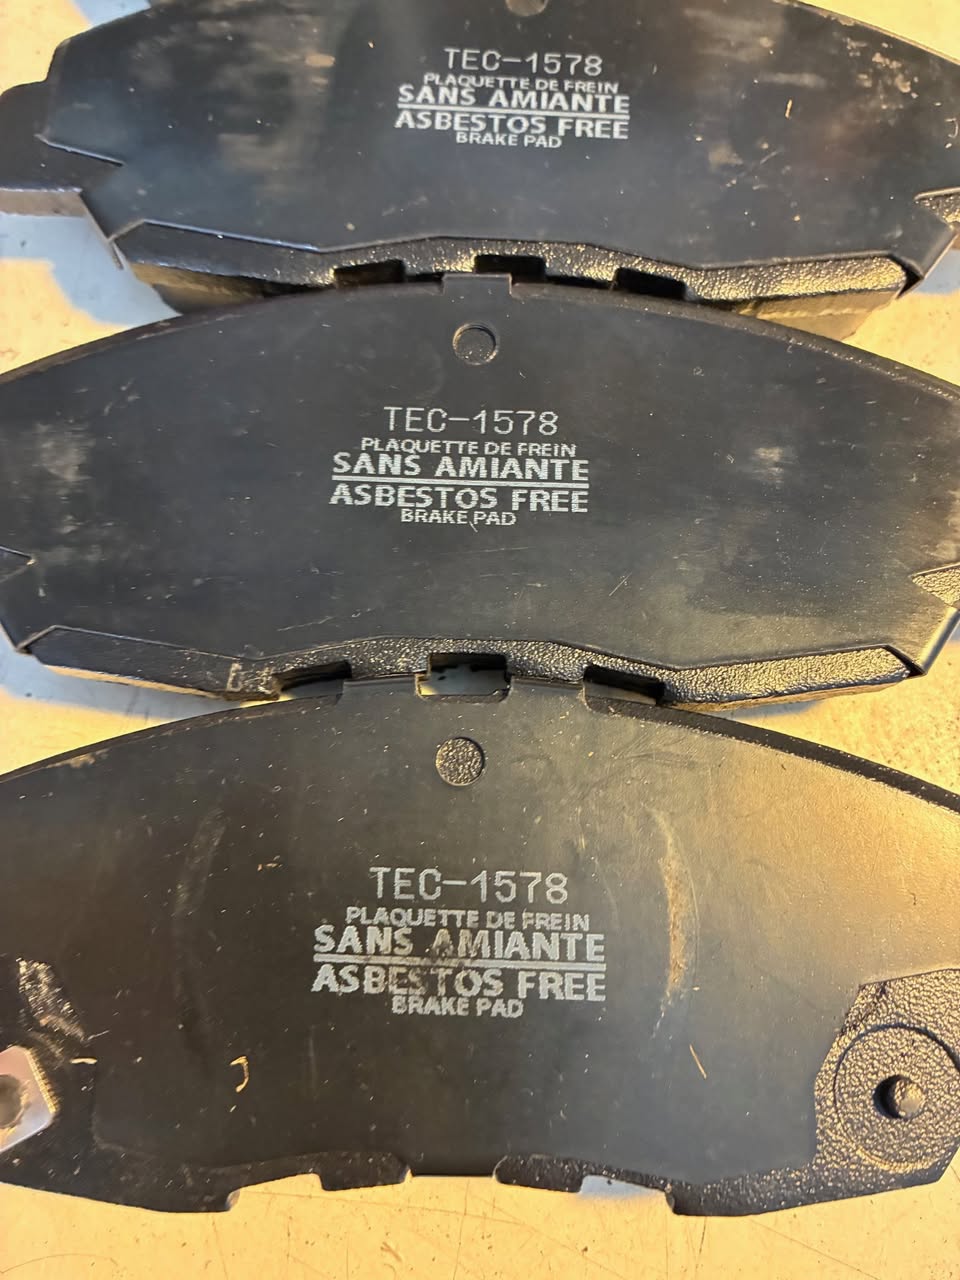 TEC-1578
PLAQUETTE DE FREIN
SANS AMIANTE
ASBESTOS FREE
BRAKE PAD
TEC-1578
PLAQUETTE DE FREIN
SANS AMIANTE
ASBESTOS FREE
BRAKE PAD
TEC-1578
PLAQUETTE DE FREIN
SANS AMIANTE
ASBESTOS FREE
BRAKE PAD